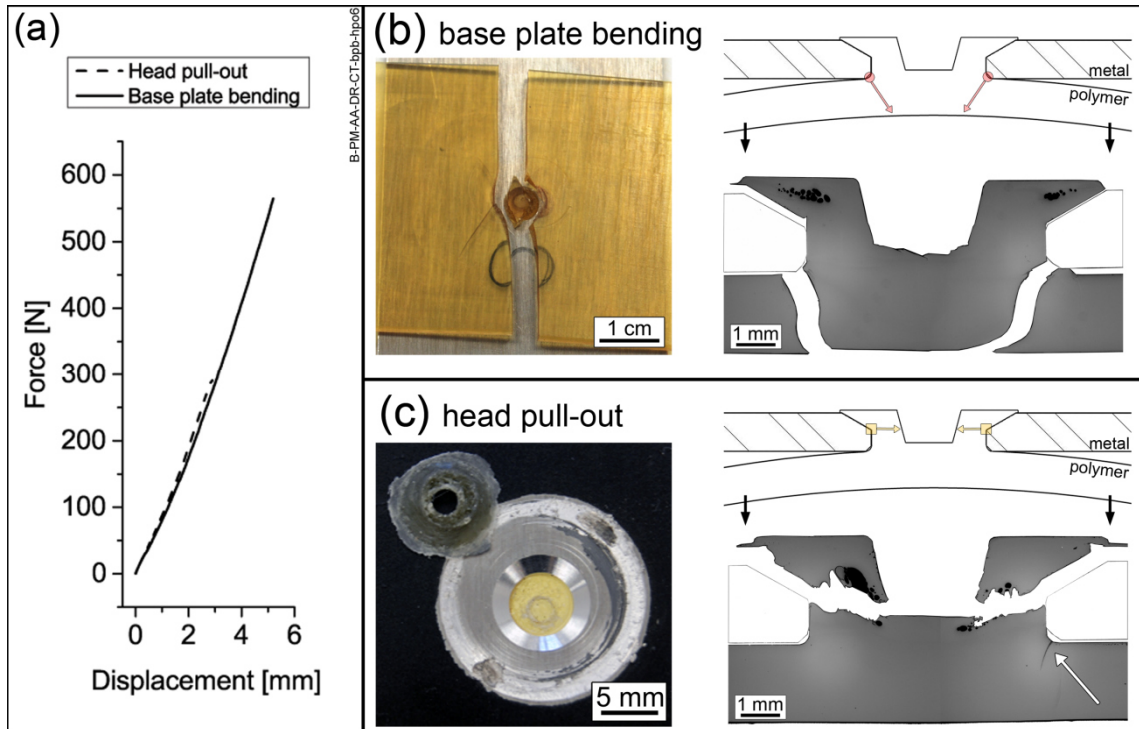 (a)
Head pull-out
Base plate bending
B-PM-AA-DR-CT-bpb-hpo6
Force [N]
600
500
400
300
200
100
0
0 2 4 6
Displacement [mm]
(b) base plate bending
1 cm
metal
polymer
1 mm
(c) head pull-out
5 mm
metal
polymer
1 mm